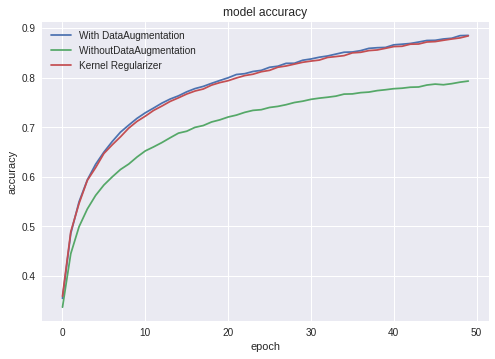 model accuracy
With DataAugmentation
WithoutDataAugmentation
Kernel Regularizer
accuracy
0.9
0.8
0.7
0.6
0.5
0.4
0 10 20 30 40 50
epoch